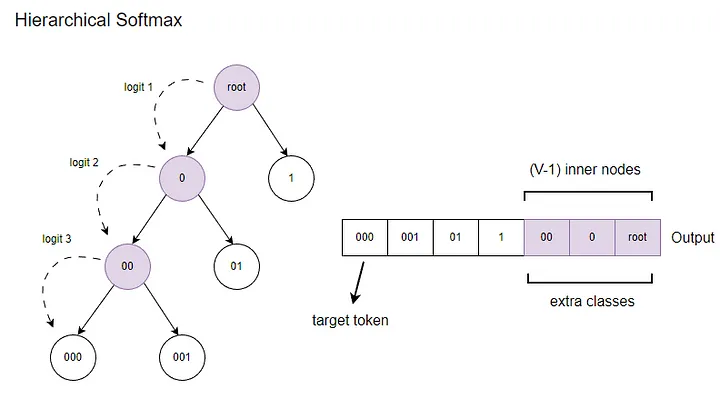 Hierarchical Softmax
logit 1
root
logit 2
0
1
logit 3
00
01
000
001
(V-1) inner nodes
000 001 01 1 00 0 root Output
target token
extra classes